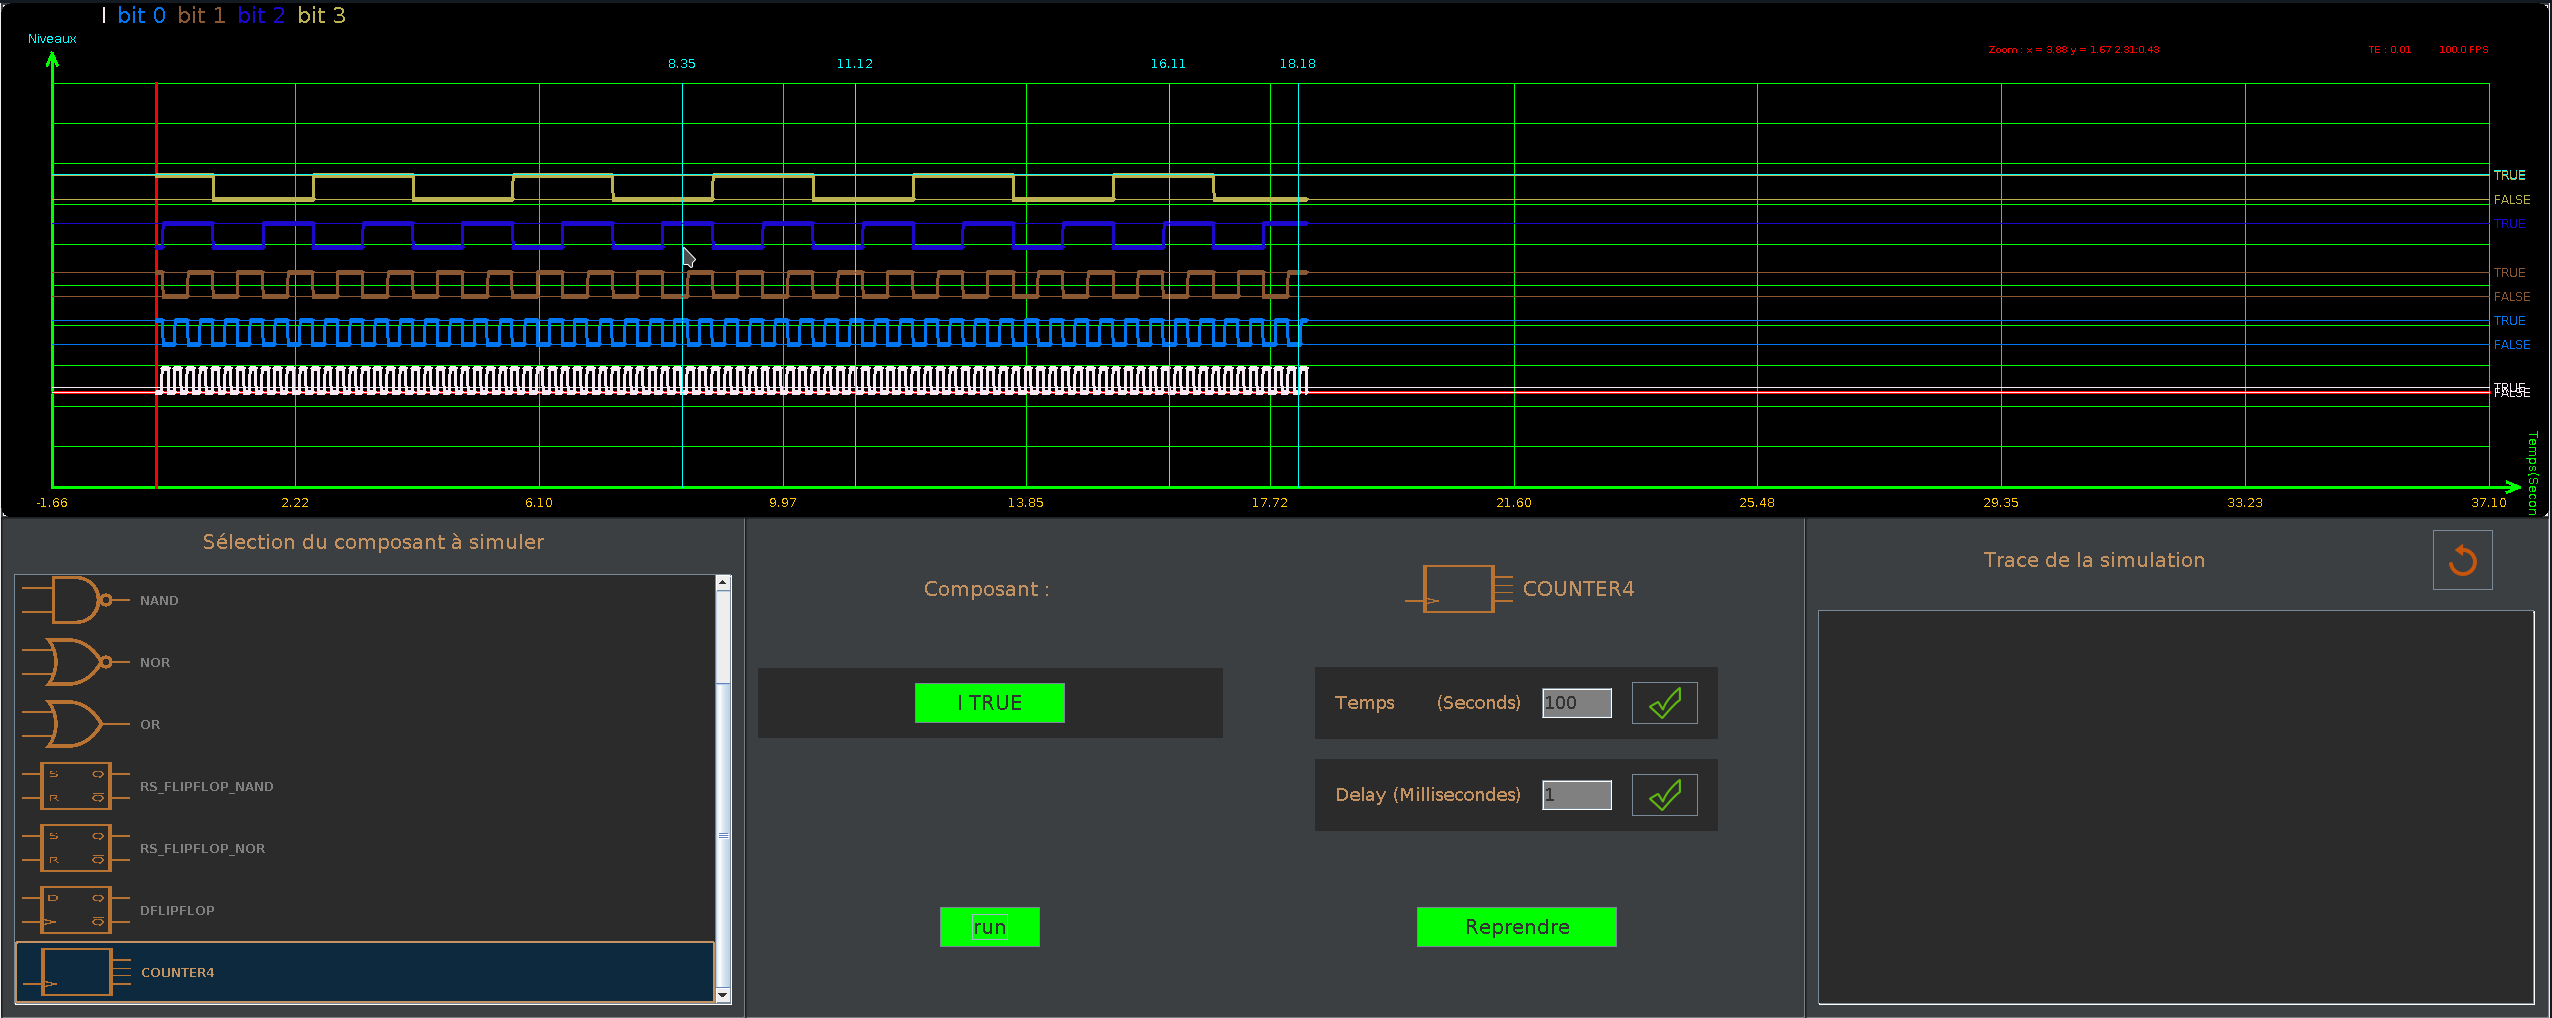 I bit 0 bit 1 bit 2 bit 3
Niveaux
Zoom : x = 3.86 y = 1.67 2.31:0.43 TE : 0.01 100.0 FPS
8.35 11.12 16.11 18.18
TRUE
FALSE
TRUE
TRUE
FALSE
TRUE
FALSE
TRUE
FALSE
Temps(Secon
-1.66 2.22 6.10 9.97 13.85 17.72 21.60 25.48 29.35 33.23 37.10
Sélection du composant à simuler
NAND
NOR
OR
S Q
R Q
RS_FLIPFLOP_NAND
S Q
R Q
RS_FLIPFLOP_NOR
D Q
Q
DFLIPFLOP
COUNTER4
Composant :
COUNTER4
I TRUE
Temps (Seconds) 100
Delay (Millisecondes) 1
run
Reprendre
Trace de la simulation